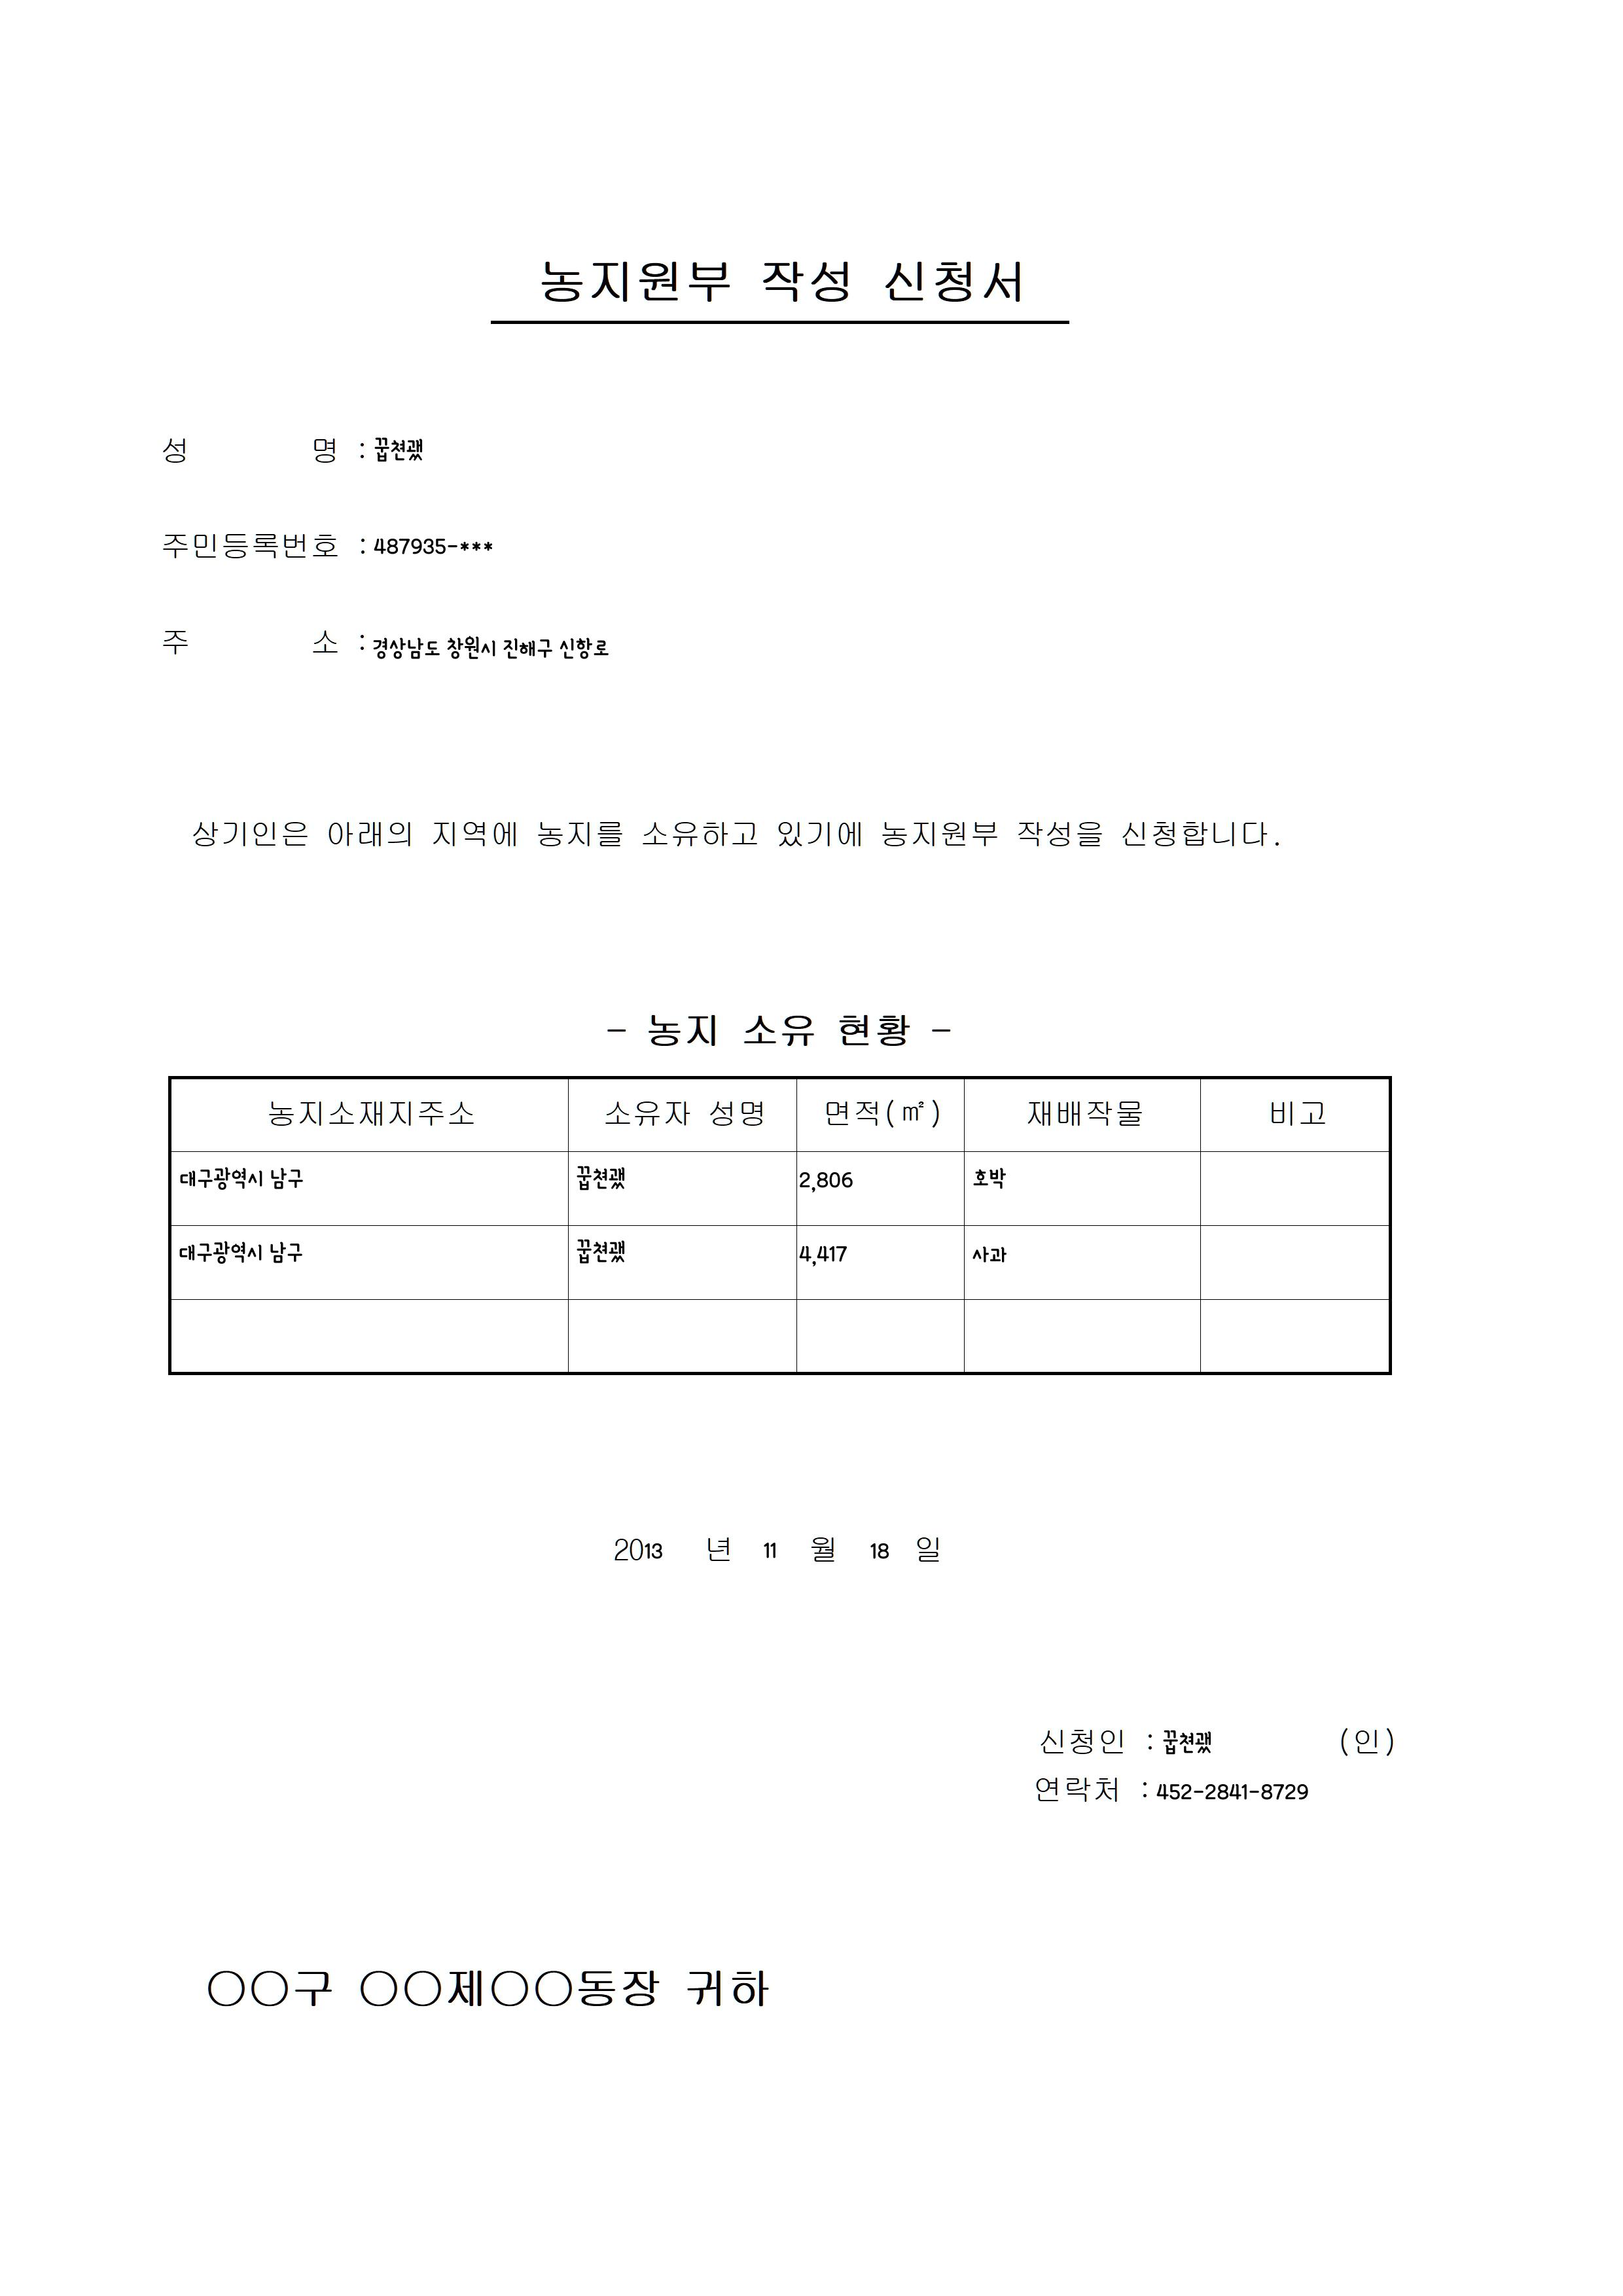 농지원부 작성 신청서
성 명 : 꿉쳔괬
주민등록번호 : 487935-***
주 소 : 경상남도 창원시 진해구 신항로
상기인은 아래의 지역에 농지를 소유하고 있기에 농지원부 작성을 신청합니다.
- 농지 소유 현황 -
농지소재지주소 소유자 성명 면적(㎡) 재배작물 비고
대구광역시 남구 꿉쳔괬 2,806 호박
대구광역시 남구 꿉쳔괬 4,417 사과
2013 년 11 월 18 일
신청인 : 꿉쳔괬 (인)
연락처 : 452-2841-8729
○○구 ○○제○○동장 귀하